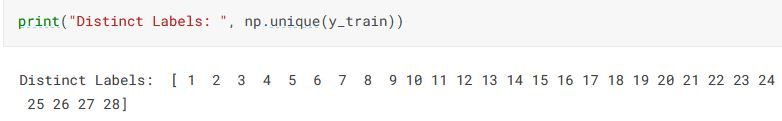 print("Distinct Labels: ", np.unique(y_train))
Distinct Labels:  [ 1  2  3  4  5  6  7  8  9 10 11 12 13 14 15 16 17 18 19 20 21 22 23 24
 25 26 27 28]